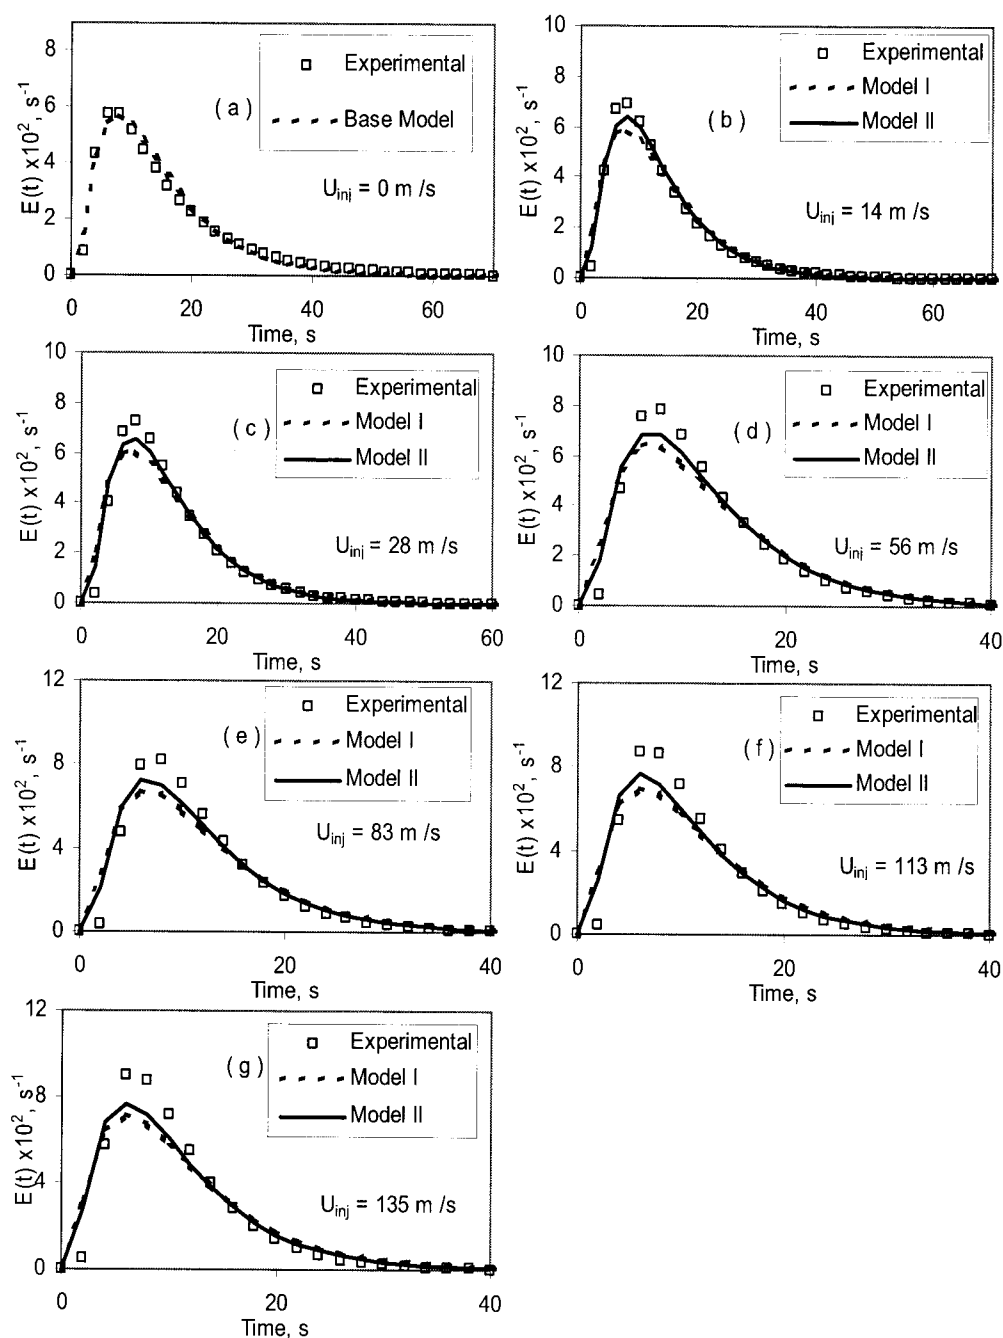 8
6
4
2
0
E(t) x10², s⁻¹
( a )
Experimental
Base Model
Uinj = 0 m /s
0 20 40 60
Time, s
10
8
6
4
2
0
E(t) x10², s⁻¹
( b )
Experimental
Model I
Model II
Uinj = 14 m /s
0 20 40 60
Time, s
10
8
6
4
2
0
E(t) x10², s⁻¹
( c )
Experimental
Model I
Model II
Uinj = 28 m /s
0 20 40 60
Time, s
10
8
6
4
2
0
E(t) x10², s⁻¹
( d )
Experimental
Model I
Model II
Uinj = 56 m /s
0 20 40
Time, s
12
8
4
0
E(t) x10², s⁻¹
( e )
Experimental
Model I
Model II
Uinj = 83 m /s
0 20 40
Time, s
12
8
4
0
E(t) x10², s⁻¹
( f )
Experimental
Model I
Model II
Uinj = 113 m /s
0 20 40
Time, s
12
8
4
0
E(t) x10², s⁻¹
( g )
Experimental
Model I
Model II
Uinj = 135 m /s
0 20 40
Time, s